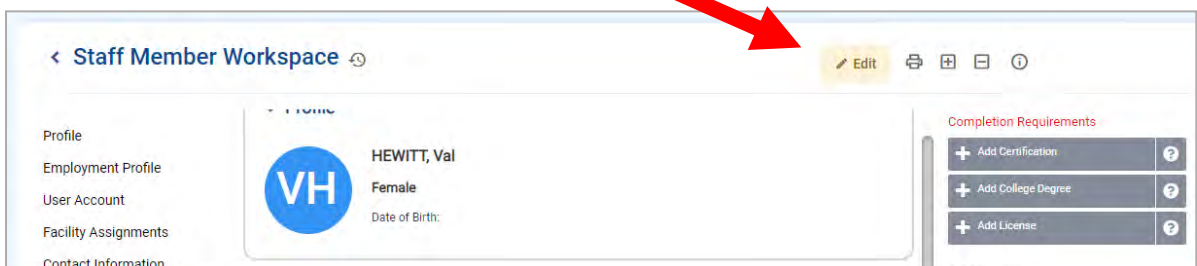 Staff Member Workspace
Edit
Profile
Employment Profile
User Account
Facility Assignments
Contact Information
Profile
VH
HEWITT, Val
Female
Date of Birth:
Completion Requirements
Add Certification
Add College Degree
Add License